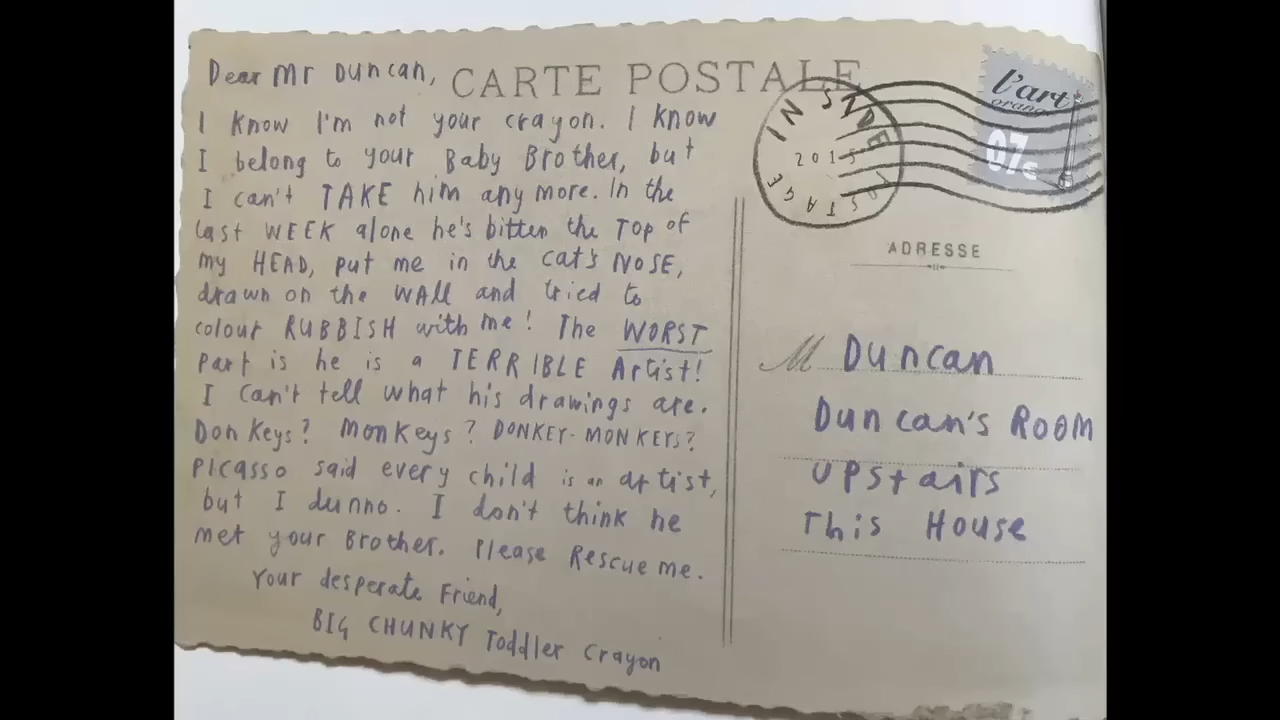 Dear Mr Duncan,
CARTE POSTALE
I know I'm not your crayon. I know
I belong to your Baby Brother, but
I can't TAKE him any more. In the
last WEEK alone he's bitten the TOP of
my HEAD, put me in the cat's NOSE,
drawn on the WALL and tried to
colour RUBBISH with me! The WORST
part is he is a TERRIBLE Artist!
I can't tell what his drawings are.
Donkeys? Monkeys? DONKEY-MONKEYS?
Picasso said every child is an artist,
but I dunno. I don't think he
met your Brother. Please Rescue me.
Your desperate Friend,
BIG CHUNKY Toddler Crayon
INSIDE
2015
POSTAGE
l'art
07c
ADRESSE
M Duncan
Duncan's ROOM
Upstairs
This House